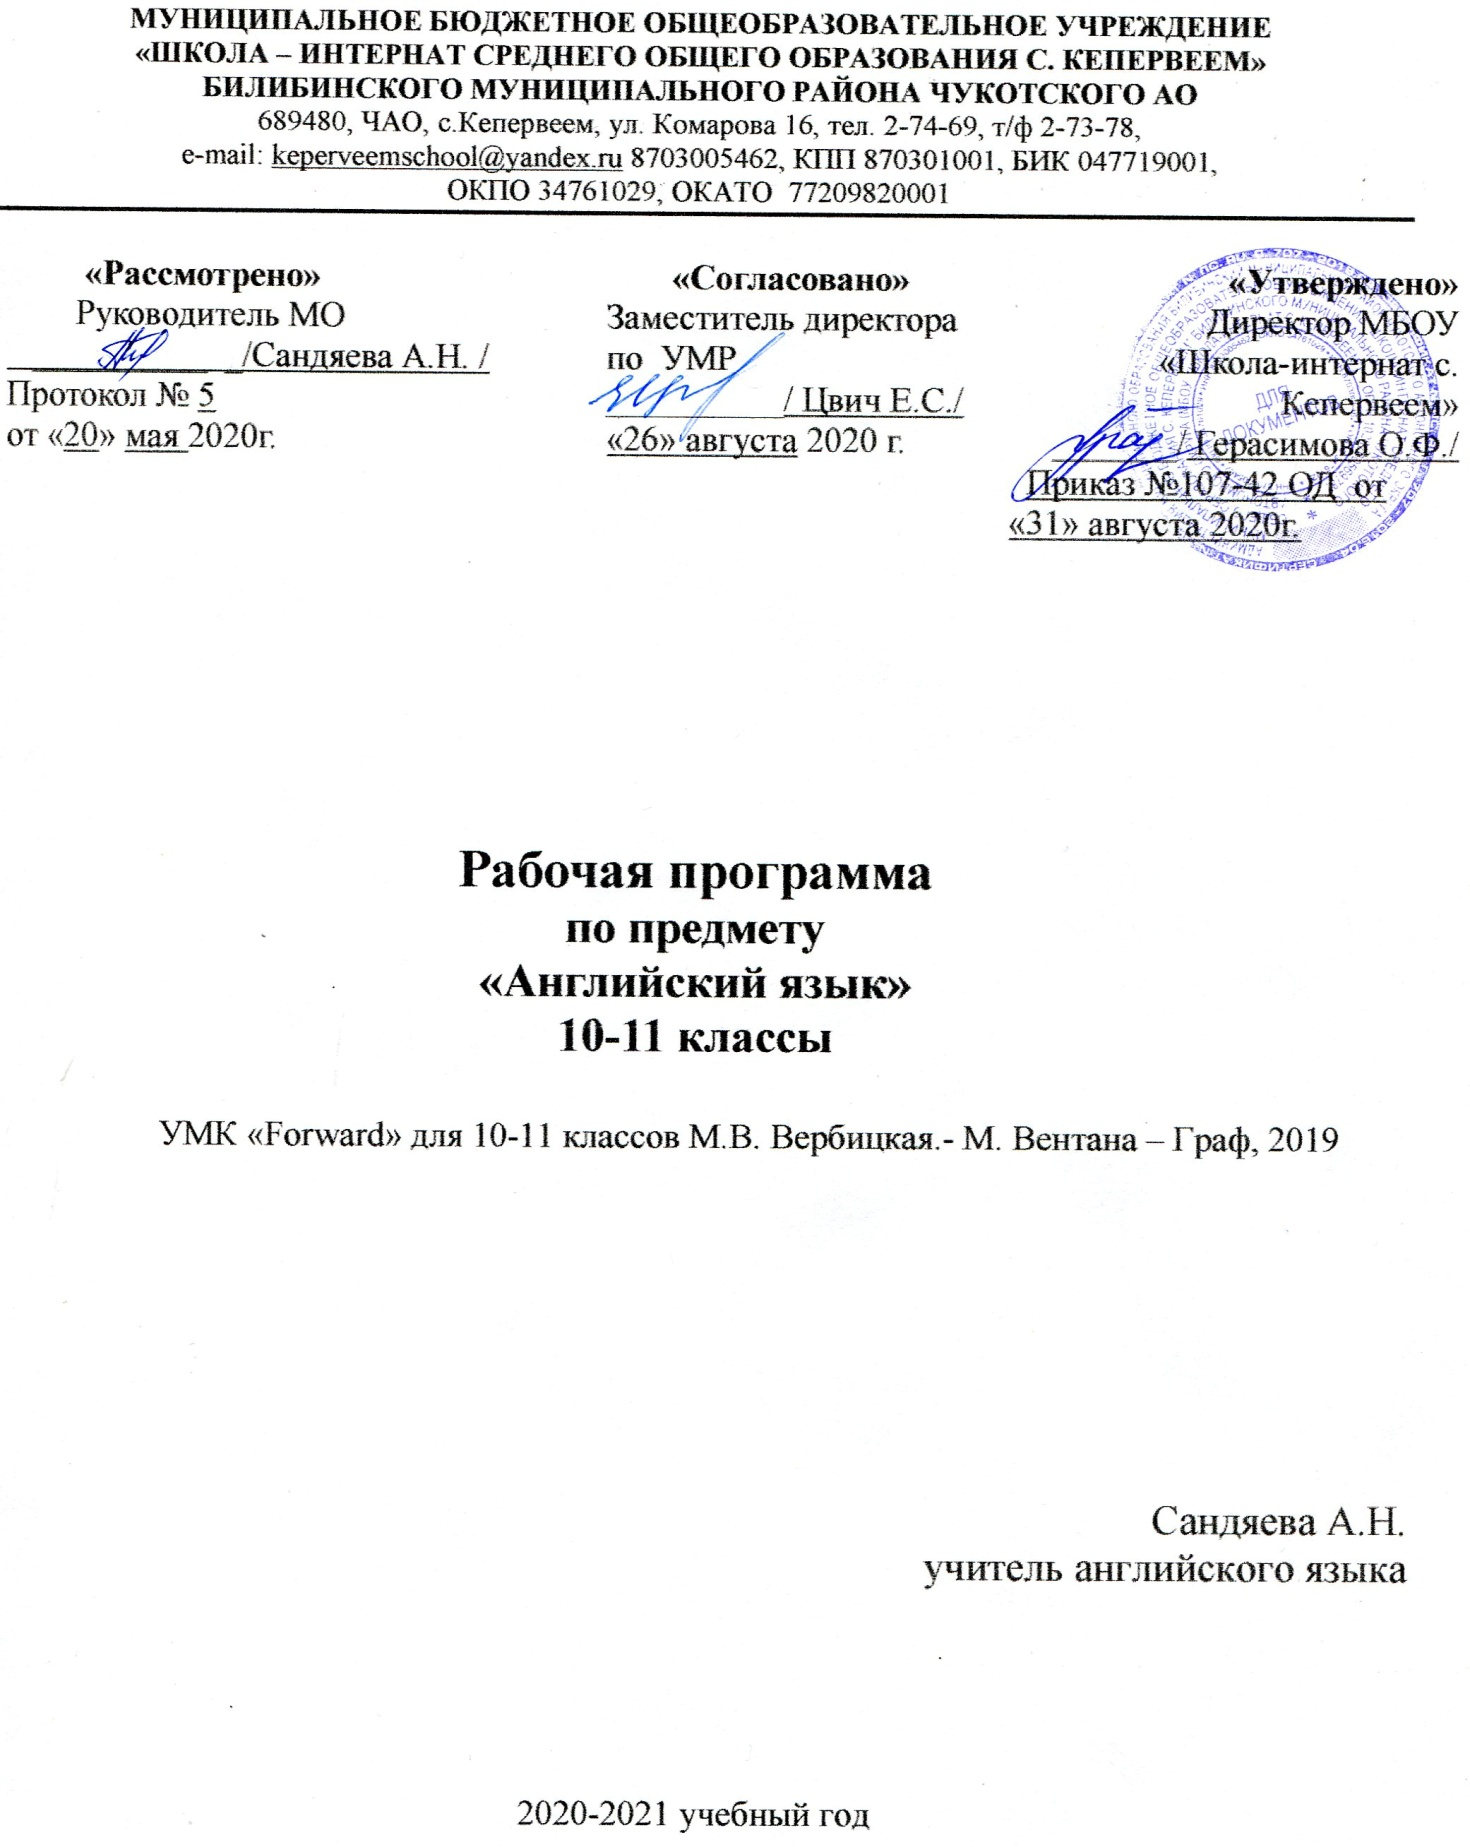 МУНИЦИПАЛЬНОЕ БЮДЖЕТНОЕ ОБЩЕОБРАЗОВАТЕЛЬНОЕ УЧРЕЖДЕНИЕ
«ШКОЛА – ИНТЕРНАТ СРЕДНЕГО ОБЩЕГО ОБРАЗОВАНИЯ С. КЕПЕРВЕЕМ»
БИЛИБИНСКОГО МУНИЦИПАЛЬНОГО РАЙОНА ЧУКОТСКОГО АО
689480, ЧАО, с.Кепервеем, ул. Комарова 16, тел. 2-74-69, т/ф 2-73-78,
e-mail: keperveemschool@yandex.ru 8703005462, КПП 870301001, БИК 047719001,
ОКПО 34761029, ОКАТО 77209820001
«Рассмотрено»
Руководитель МО
/Сандяева А.Н. /
Протокол № 5
от «20» мая 2020г.
«Согласовано»
Заместитель директора
по УМР
/ Цвич Е.С./
«26» августа 2020 г.
«Утверждено»
Директор МБОУ
«Школа-интернат с.
Кепервеем»
/ Герасимова О.Ф./
Приказ №107-42 ОД от
«31» августа 2020г.
ДЛЯ
ДОКУМЕНТОВ
Рабочая программа
по предмету
«Английский язык»
10-11 классы
УМК «Forward» для 10-11 классов М.В. Вербицкая.- М. Вентана – Граф, 2019
Сандяева А.Н.
учитель английского языка
2020-2021 учебный год